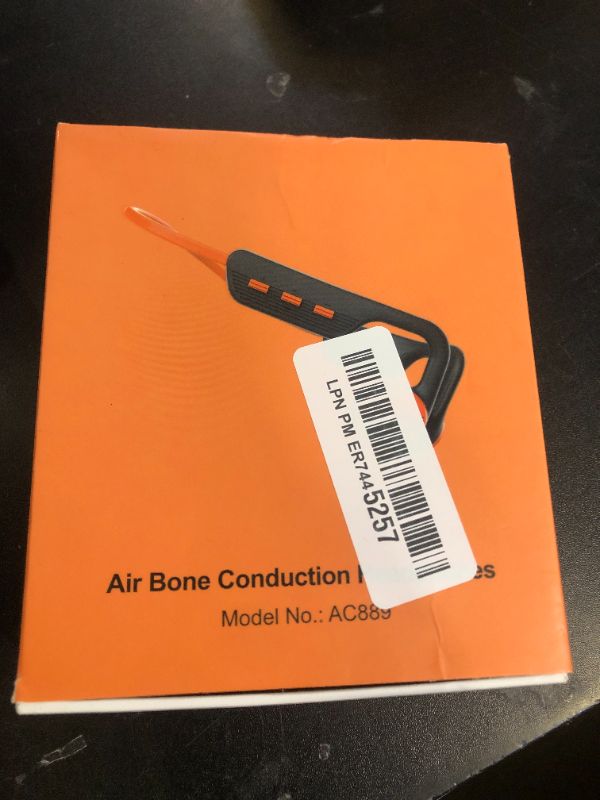 LPN PM ER7445257
Air Bone Conduction
Model No.: AC889